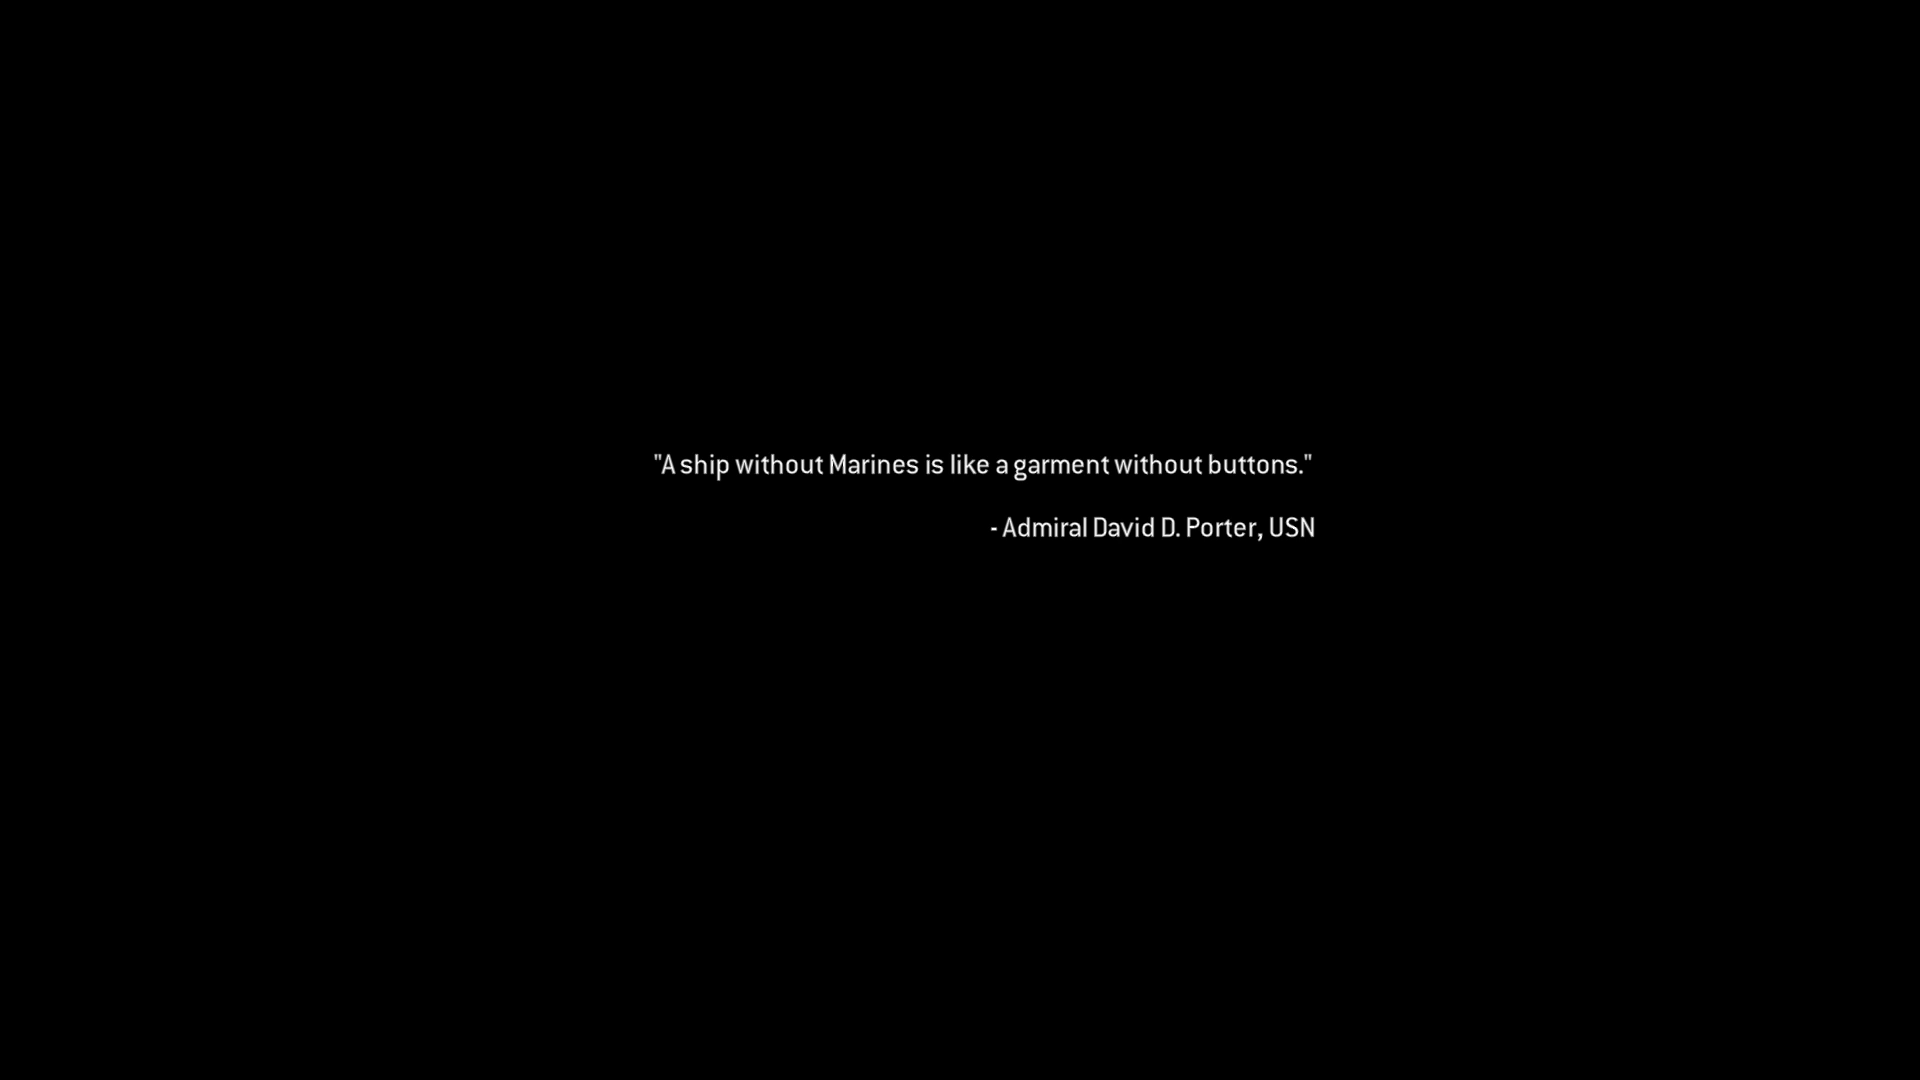 "A ship without Marines is like a garment without buttons."
- Admiral David D. Porter, USN